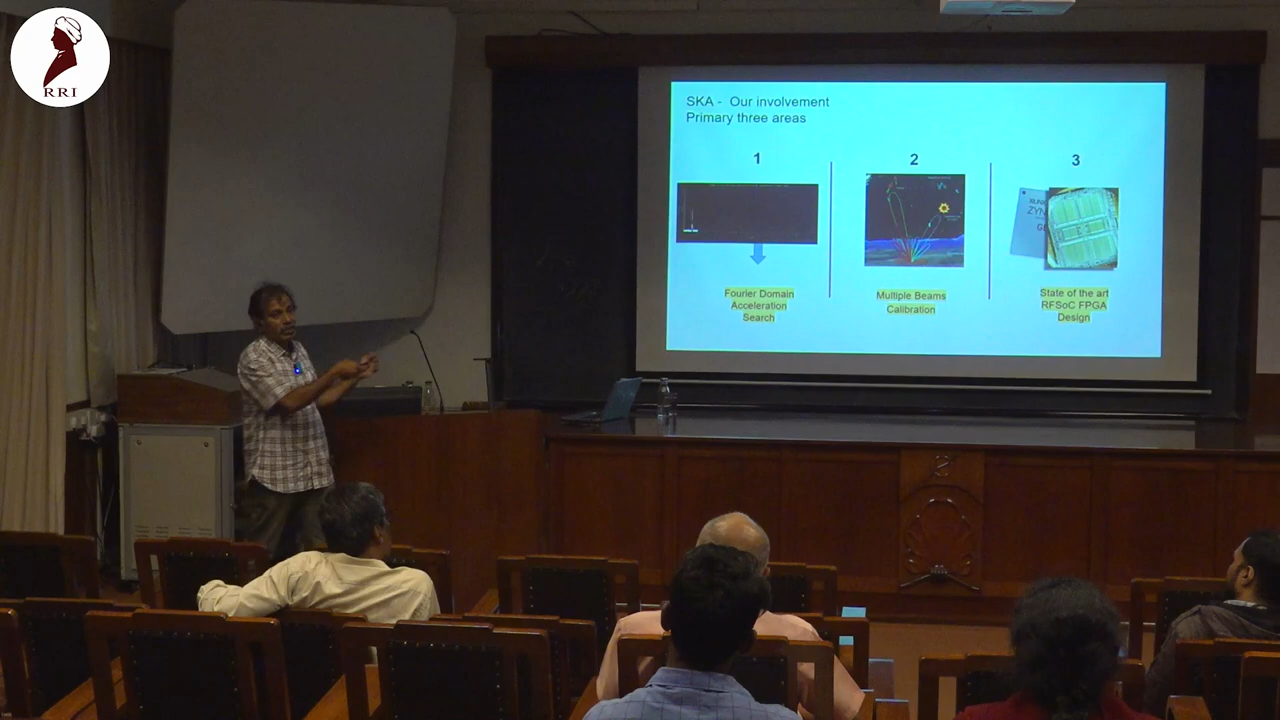 RRI
SKA - Our involvement
Primary three areas
1
2
3
Fourier Domain
Acceleration
Search
Multiple Beams
Calibration
State of the art
RFSoC FPGA
Design